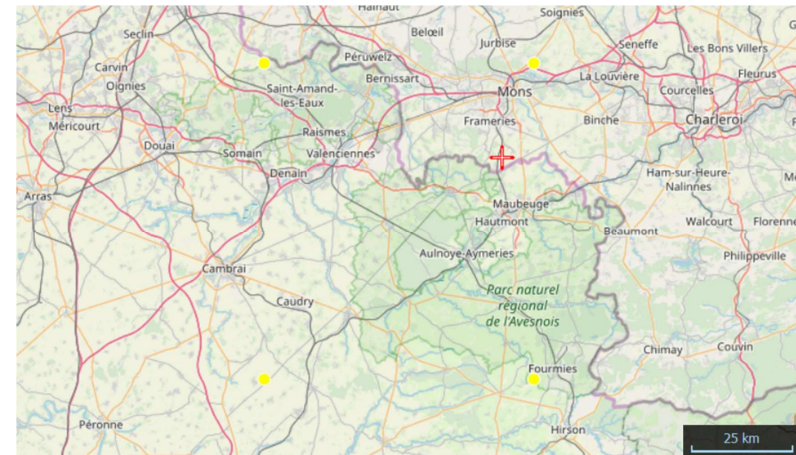 Hainaut
Soignies
Seclin
Belœil
Jurbise
Seneffe
Les Bons Villers
Péruwelz
Carvin
Oignies
Bernissart
La Louvière
Fleurus
Saint-Amand-
les-Eaux
Mons
Courcelles
Lens
Méricourt
Raismes
Frameries
Binche
Charleroi
Douai
Somain
Valenciennes
Denain
Ham-sur-Heure-
Nalinnes
Arras
Maubeuge
Hautmont
Beaumont
Walcourt
Florenne
Aulnoye-Aymeries
Philippeville
Cambrai
Caudry
Parc naturel
régional
de l'Avesnois
Chimay
Couvin
Fourmies
Péronne
Hirson
25 km